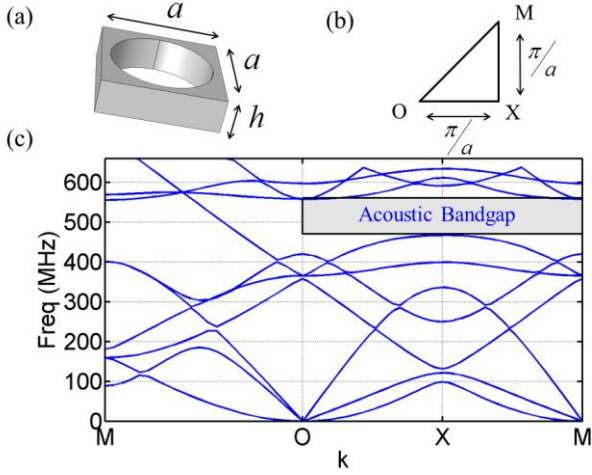 (a)
a
a
h
(b)
M
π/a
O
X
π/a
(c)
600
500
400
300
200
100
0
Freq (MHz)
Acoustic Bandgap
M
O
X
M
k